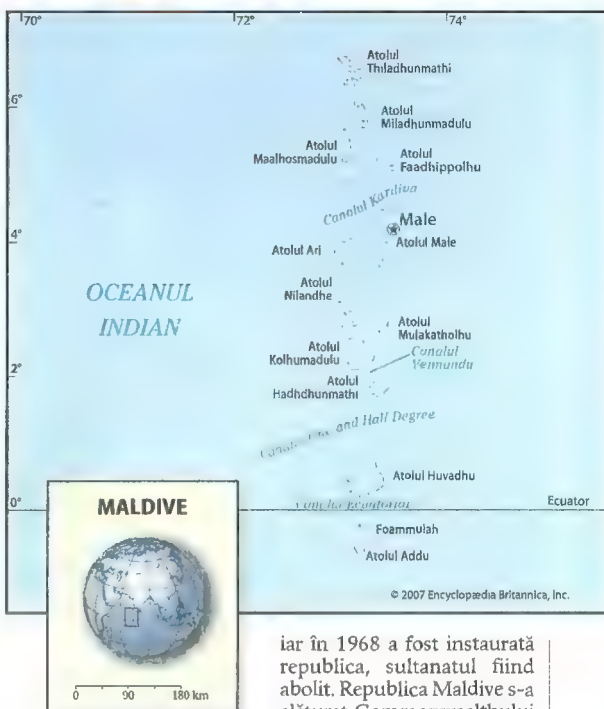 70°
72°
74°
Atolul
Thiladhunmathi
6°
Atolul
Miladhunmadulu
Atolul
Maalhosmadulu
Atolul
Faadhippolhu
Canalul Kardiva
Male
4°
Atolul Male
Atolul Ari
OCEANUL
INDIAN
Atolul
Nilandhe
Atolul
Mulakatholhu
Atolul
Kolhumadulu
Canalul
Veimundu
2°
Atolul
Hadhdhunmathi
and Half Degree
Atolul Huvadhu
0°
Ecuator
Foammulah
Atolul Addu
© 2007 Encyclopædia Britannica, Inc.
MALDIVE
0 90 180 km
iar în 1968 a fost instaurată
republica, sultanatul fiind
abolit. Republica Maldive s-a